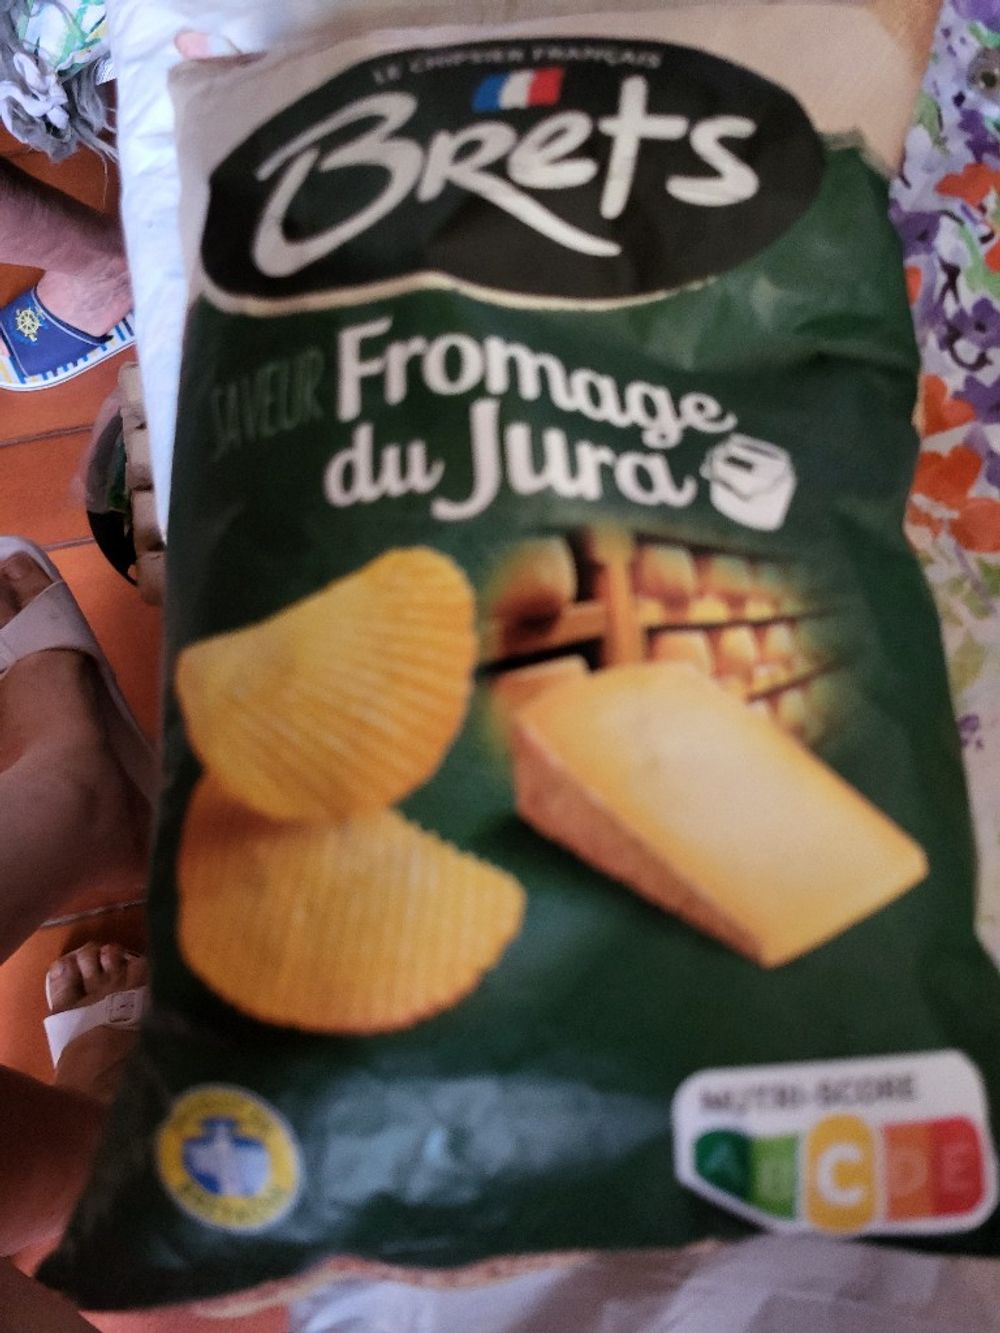 LE CHIPSIER FRANÇAIS
Brets
SAVEUR Fromage
du Jura
NUTRI-SCORE
A B C D E